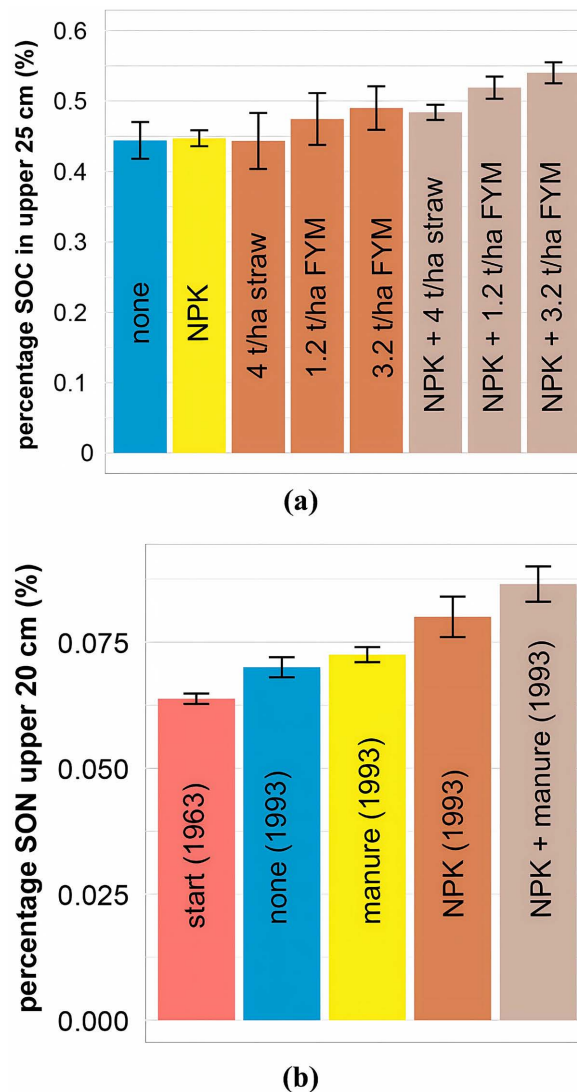 percentage SOC in upper 25 cm (%)
0.6
0.5
0.4
0.3
0.2
0.1
0
none
NPK
4 t/ha straw
1.2 t/ha FYM
3.2 t/ha FYM
NPK + 4 t/ha straw
NPK + 1.2 t/ha FYM
NPK + 3.2 t/ha FYM
(a)
percentage SON upper 20 cm (%)
0.075
0.050
0.025
0.000
start (1963)
none (1993)
manure (1993)
NPK (1993)
NPK + manure (1993)
(b)